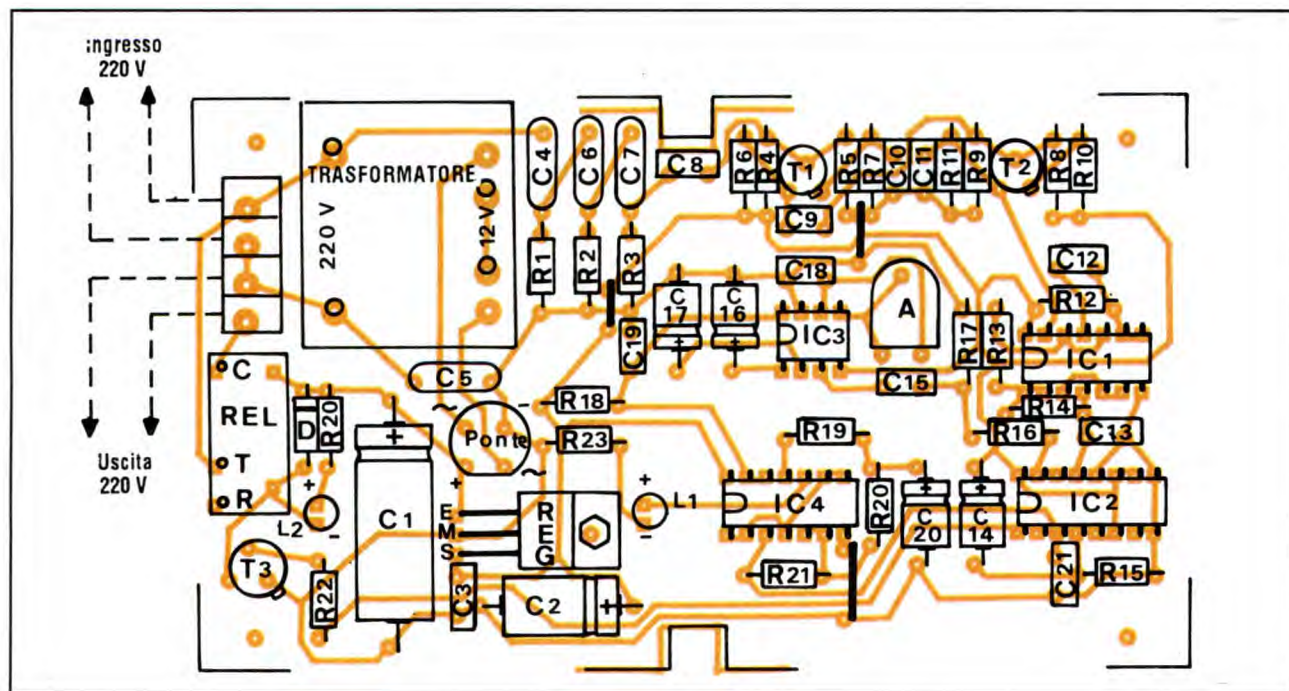 ingresso
220 V
TRASFORMATORE
220 V
12 V
C4
C6
C7
C8
R6
R4
T1
R5
R7
C10
C11
R11
R9
T2
R8
R10
C9
R1
R2
R3
C18
C12
R12
C
17
C
16
IC3
A
R17
R13
IC1
C19
C15
C5
C
REL
T
R
D
R20
+
Ponte
~
-
~
+
R18
R23
R14
R16
C13
R19
Uscita
220 V
+
L2
-
C1
E
M
S
REG
+
L1
-
IC4
R20
+
C
20
+
C
14
IC2
T3
R22
C3
C2
+
R21
C21
R15